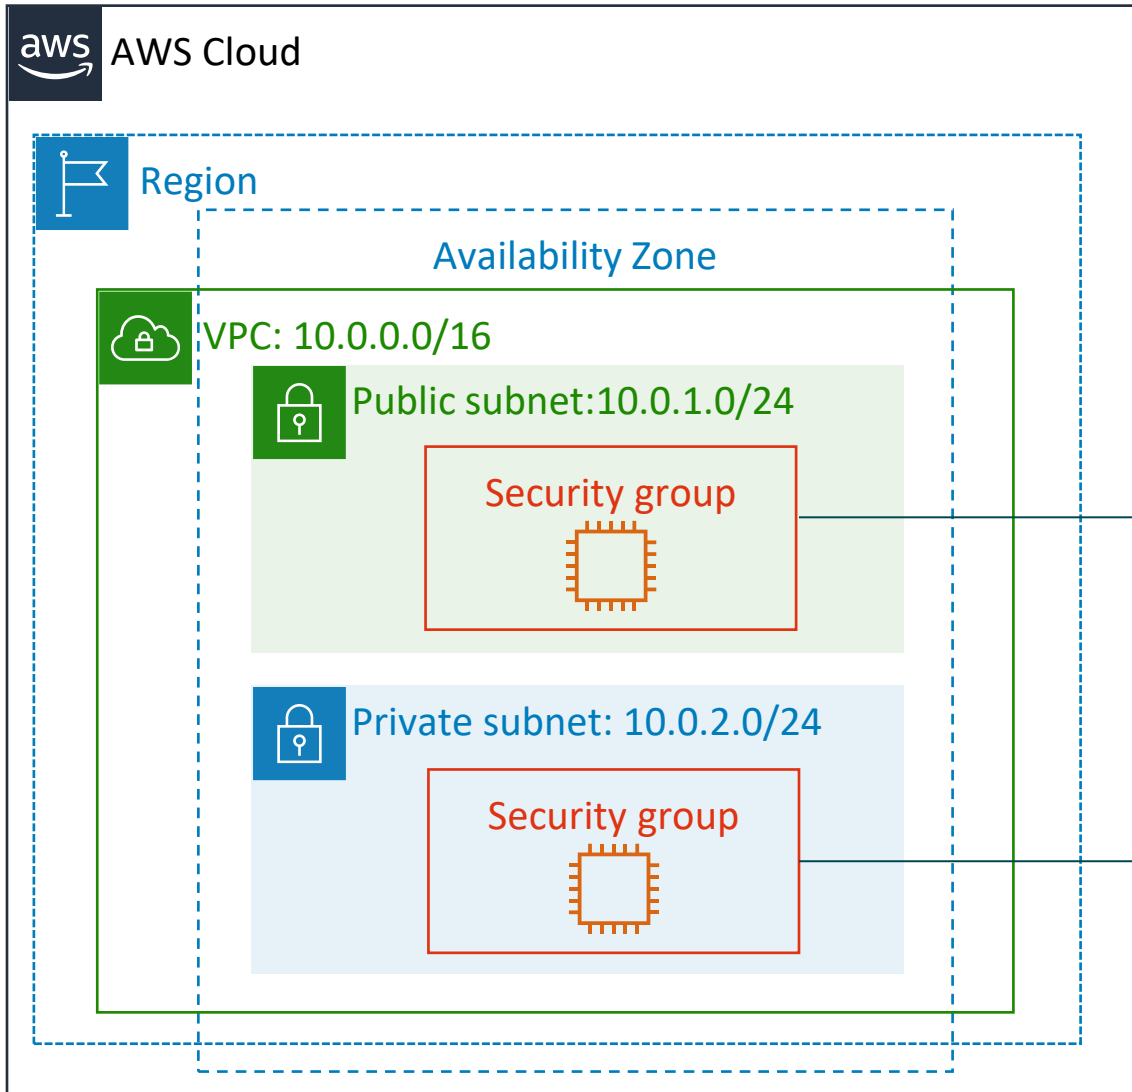 aws
AWS Cloud
Region
Availability Zone
VPC: 10.0.0.0/16
Public subnet:10.0.1.0/24
Security group
Private subnet: 10.0.2.0/24
Security group